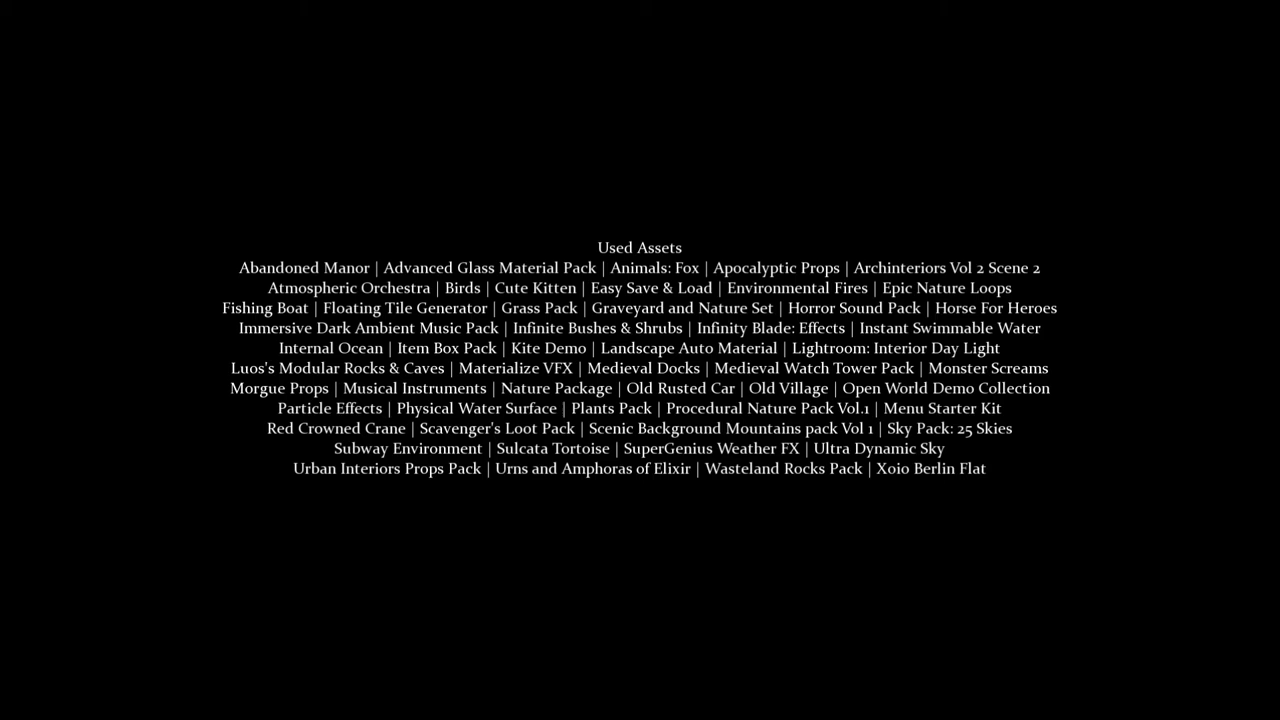 Used Assets
Abandoned Manor | Advanced Glass Material Pack | Animals: Fox | Apocalyptic Props | Archinteriors Vol 2 Scene 2
Atmospheric Orchestra | Birds | Cute Kitten | Easy Save & Load | Environmental Fires | Epic Nature Loops
Fishing Boat | Floating Tile Generator | Grass Pack | Graveyard and Nature Set | Horror Sound Pack | Horse For Heroes
Immersive Dark Ambient Music Pack | Infinite Bushes & Shrubs | Infinity Blade: Effects | Instant Swimmable Water
Internal Ocean | Item Box Pack | Kite Demo | Landscape Auto Material | Lightroom: Interior Day Light
Luos's Modular Rocks & Caves | Materialize VFX | Medieval Docks | Medieval Watch Tower Pack | Monster Screams
Morgue Props | Musical Instruments | Nature Package | Old Rusted Car | Old Village | Open World Demo Collection
Particle Effects | Physical Water Surface | Plants Pack | Procedural Nature Pack Vol.1 | Menu Starter Kit
Red Crowned Crane | Scavenger's Loot Pack | Scenic Background Mountains pack Vol 1 | Sky Pack: 25 Skies
Subway Environment | Sulcata Tortoise | SuperGenius Weather FX | Ultra Dynamic Sky
Urban Interiors Props Pack | Urns and Amphoras of Elixir | Wasteland Rocks Pack | Xoio Berlin Flat